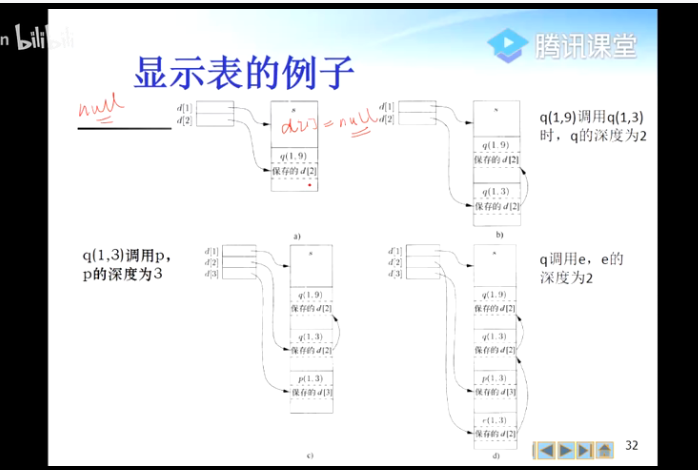 n bilibili
腾讯课堂
显示表的例子
null
d[1]
d[2]
s
d[2]=null
q(1,9)
保存的 d[2]
a)
d[1]
d[2]
s
q(1,9)
保存的 d[2]
q(1,3)
保存的 d[2]
b)
q(1,9)调用q(1,3)
时，q的深度为2
q(1,3)调用p，
p的深度为3
d[1]
d[2]
d[3]
s
q(1,9)
保存的 d[2]
q(1,3)
保存的 d[2]
p(1,3)
保存的 d[3]
c)
d[1]
d[2]
d[3]
s
q(1,9)
保存的 d[2]
q(1,3)
保存的 d[2]
p(1,3)
保存的 d[3]
e(1,3)
保存的 d[2]
d)
q调用e，e的
深度为2
32